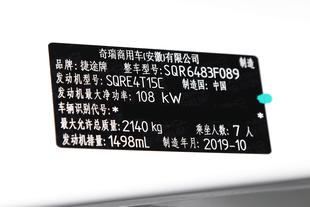 奇瑞商用车(安徽)有限公司 制造
品牌:捷途牌 整车型号:SQR6483F089
发动机型号:SQRE4T15C 制造国:中国
发动机最大净功率:108 kW
车辆识别代号:* *
最大允许总质量:2140 kg 乘坐人数:7 人
发动机排量:1498mL 制造年月:2019-10